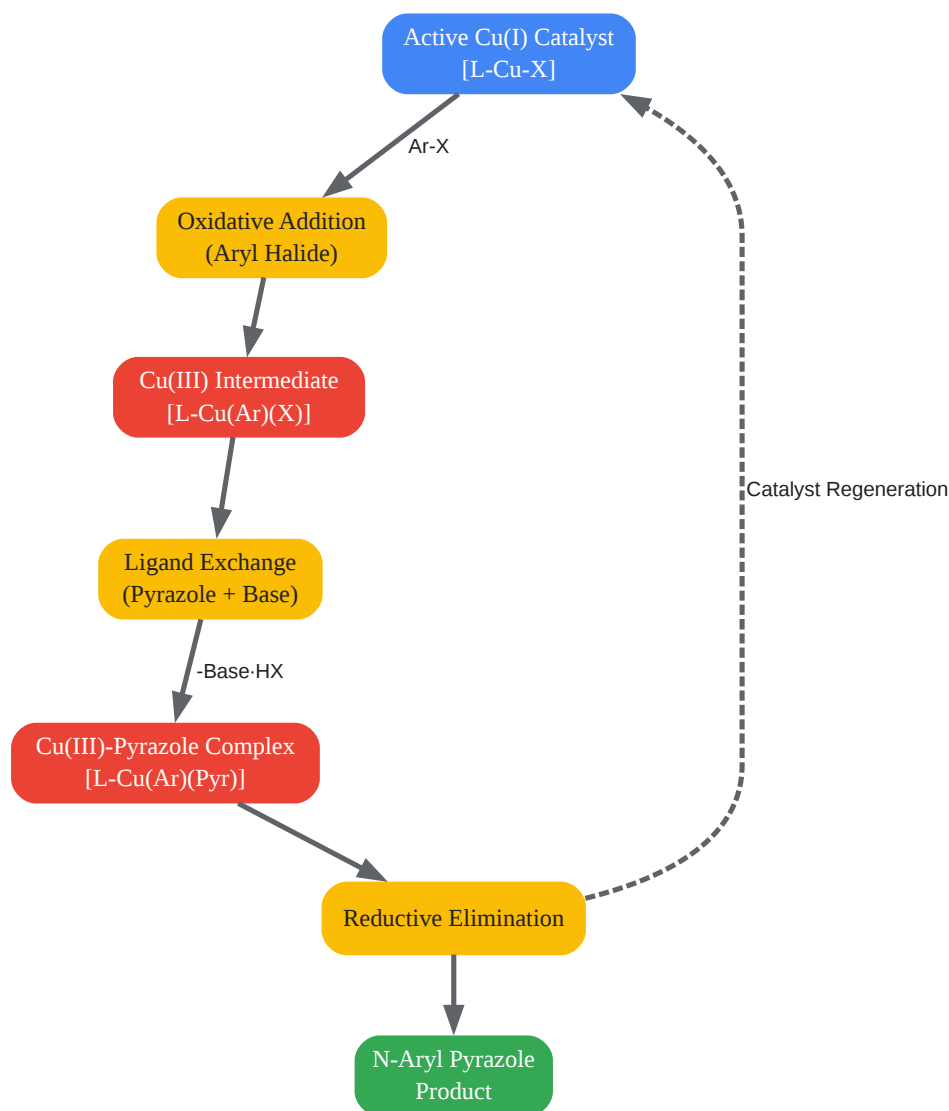 Active Cu(I) Catalyst
[L-Cu-X]
Ar-X
Oxidative Addition
(Aryl Halide)
Cu(III) Intermediate
[L-Cu(Ar)(X)]
Catalyst Regeneration
Ligand Exchange
(Pyrazole + Base)
-Base·HX
Cu(III)-Pyrazole Complex
[L-Cu(Ar)(Pyr)]
Reductive Elimination
N-Aryl Pyrazole
Product